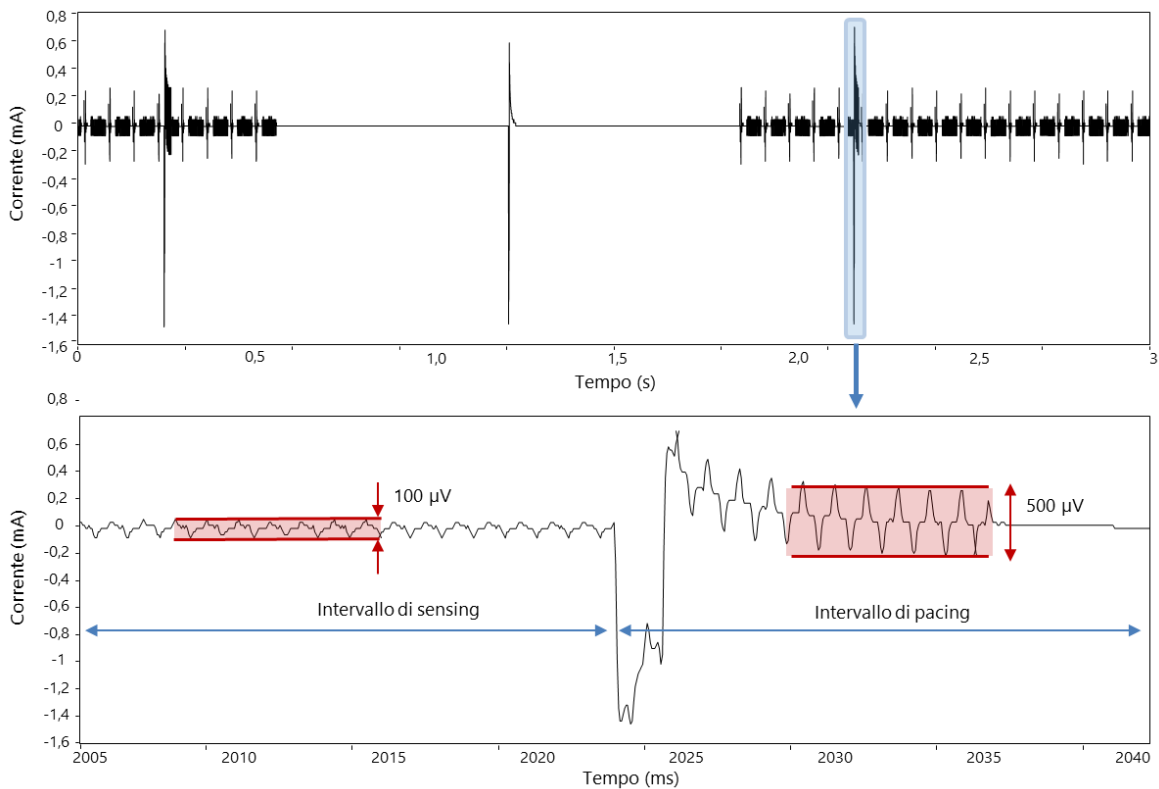 0,8
0,6
0,4
0,2
0
-0,2
-0,4
-0,6
-0,8
-1
-1,2
-1,4
-1,6
Corrente (mA)
0 0,5 1,0 1,5 2,0 2,5 3
Tempo (s)
0,8
0,6
0,4
0,2
0
-0,2
-0,4
-0,6
-0,8
-1
-1,2
-1,4
-1,6
Corrente (mA)
100 µV
500 µV
Intervallo di sensing
Intervallo di pacing
2005 2010 2015 2020 2025 2030 2035 2040
Tempo (ms)